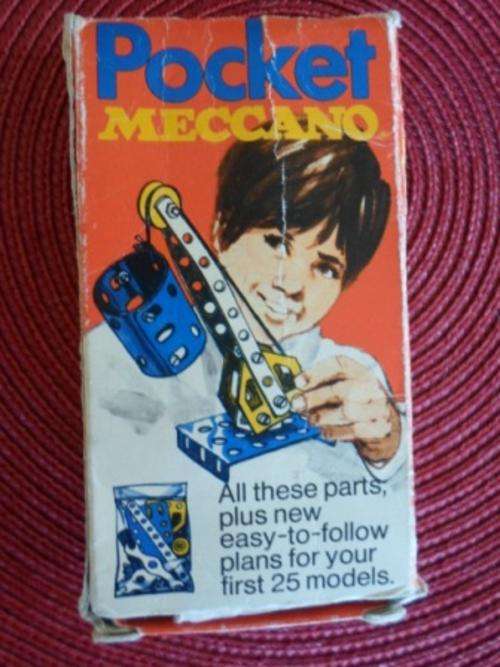 Pocket
MECCANO
All these parts,
plus new
easy-to-follow
plans for your
first 25 models.